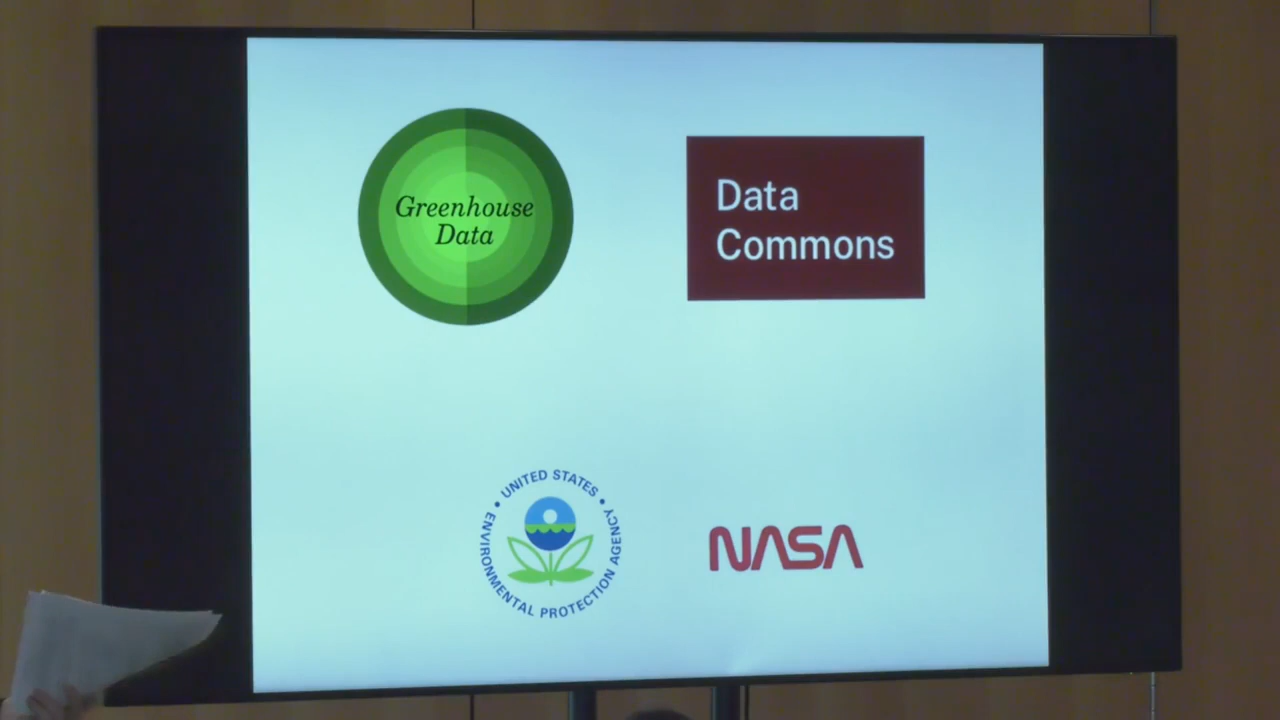 Greenhouse
Data
Data
Commons
• UNITED STATES •
ENVIRONMENTAL PROTECTION AGENCY
NASA